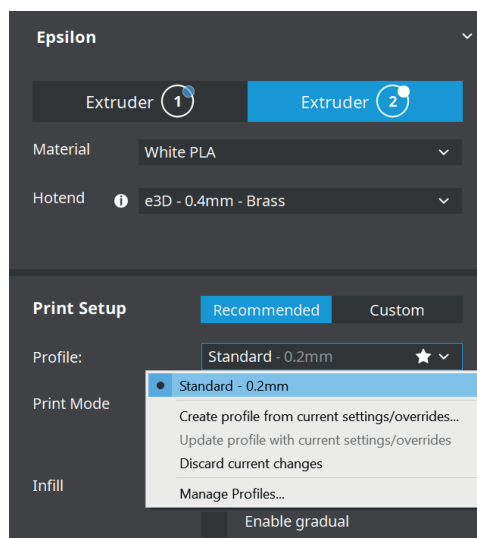 Epsilon
Extruder 1 Extruder 2
Material White PLA
Hotend i e3D - 0.4mm - Brass
Print Setup Recommended Custom
Profile: Standard - 0.2mm
Standard - 0.2mm
Print Mode
Create profile from current settings/overrides...
Update profile with current settings/overrides
Discard current changes
Infill
Manage Profiles...
Enable gradual